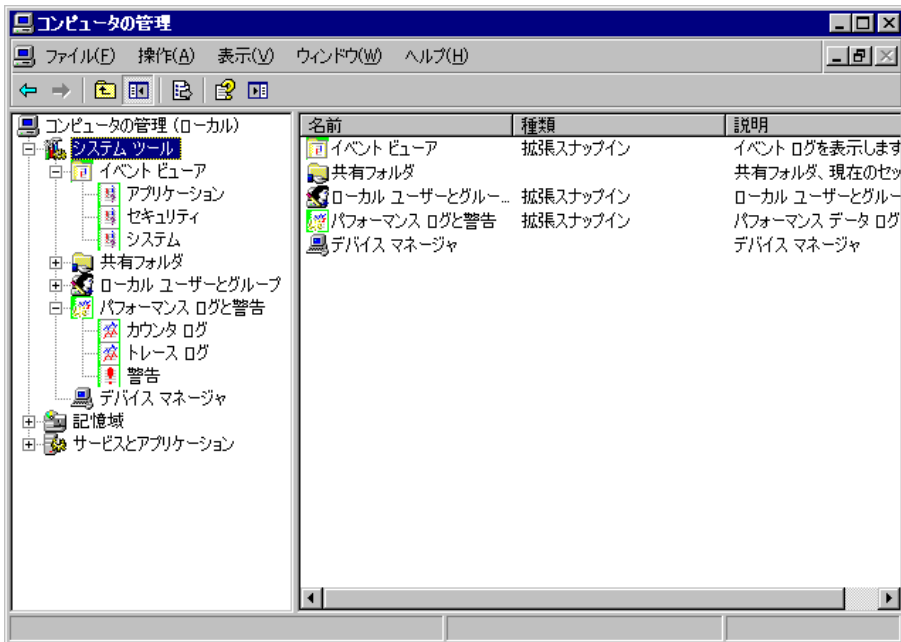 コンピュータの管理
ファイル(F) 操作(A) 表示(V) ウィンドウ(W) ヘルプ(H)
コンピュータの管理 (ローカル)
システム ツール
イベント ビューア
アプリケーション
セキュリティ
システム
共有フォルダ
ローカル ユーザーとグループ
パフォーマンス ログと警告
カウンタ ログ
トレース ログ
警告
デバイス マネージャ
記憶域
サービスとアプリケーション
名前 種類 説明
イベント ビューア 拡張スナップイン イベント ログを表示します
共有フォルダ 共有フォルダ、現在のセッ
ローカル ユーザーとグルー... 拡張スナップイン ローカル ユーザーとグルー
パフォーマンス ログと警告 拡張スナップイン パフォーマンス データ ログ
デバイス マネージャ デバイス マネージャ